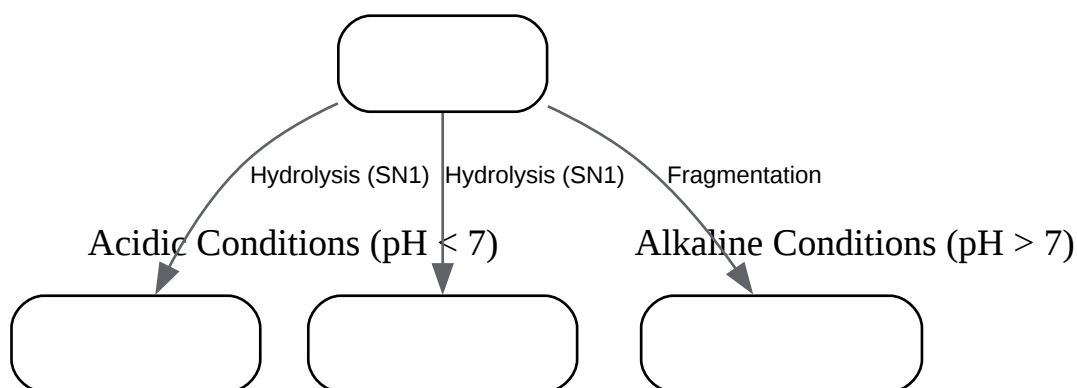 Hydrolysis (SN1) Hydrolysis (SN1) Fragmentation
Acidic Conditions (pH < 7) Alkaline Conditions (pH > 7)